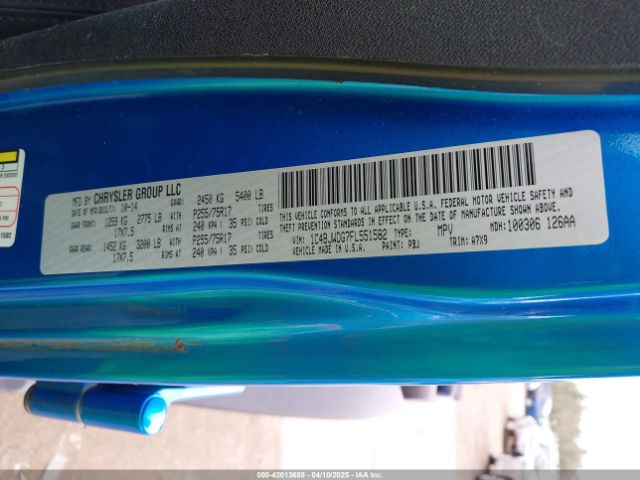 MFD BY CHRYSLER GROUP LLC
DATE OF MFR(BUILT): 10-14 GVWR: 2450 KG 5400 LB
GAWR FRONT: 1259 KG 2775 LB WITH P255/75R17 TIRES
17X7.5 RIMS AT 240 KPA( 35 PSI COLD
GAWR REAR: 1452 KG 3200 LB WITH P255/75R17 TIRES
17X7.5 RIMS AT 240 KPA( 35 PSI COLD
THIS VEHICLE CONFORMS TO ALL APPLICABLE U.S.A. FEDERAL MOTOR VEHICLE SAFETY AND
THEFT PREVENTION STANDARDS IN EFFECT ON THE DATE OF MANUFACTURE SHOWN ABOVE.
VIN: 1C4BJWDG7FL551582 TYPE: MPV MDH: 100306 126AA
VEHICLE MADE IN U.S.A. PAINT: PBJ TRIM: A7X9
000-42013688 - 04/10/2025 - IAA Inc.